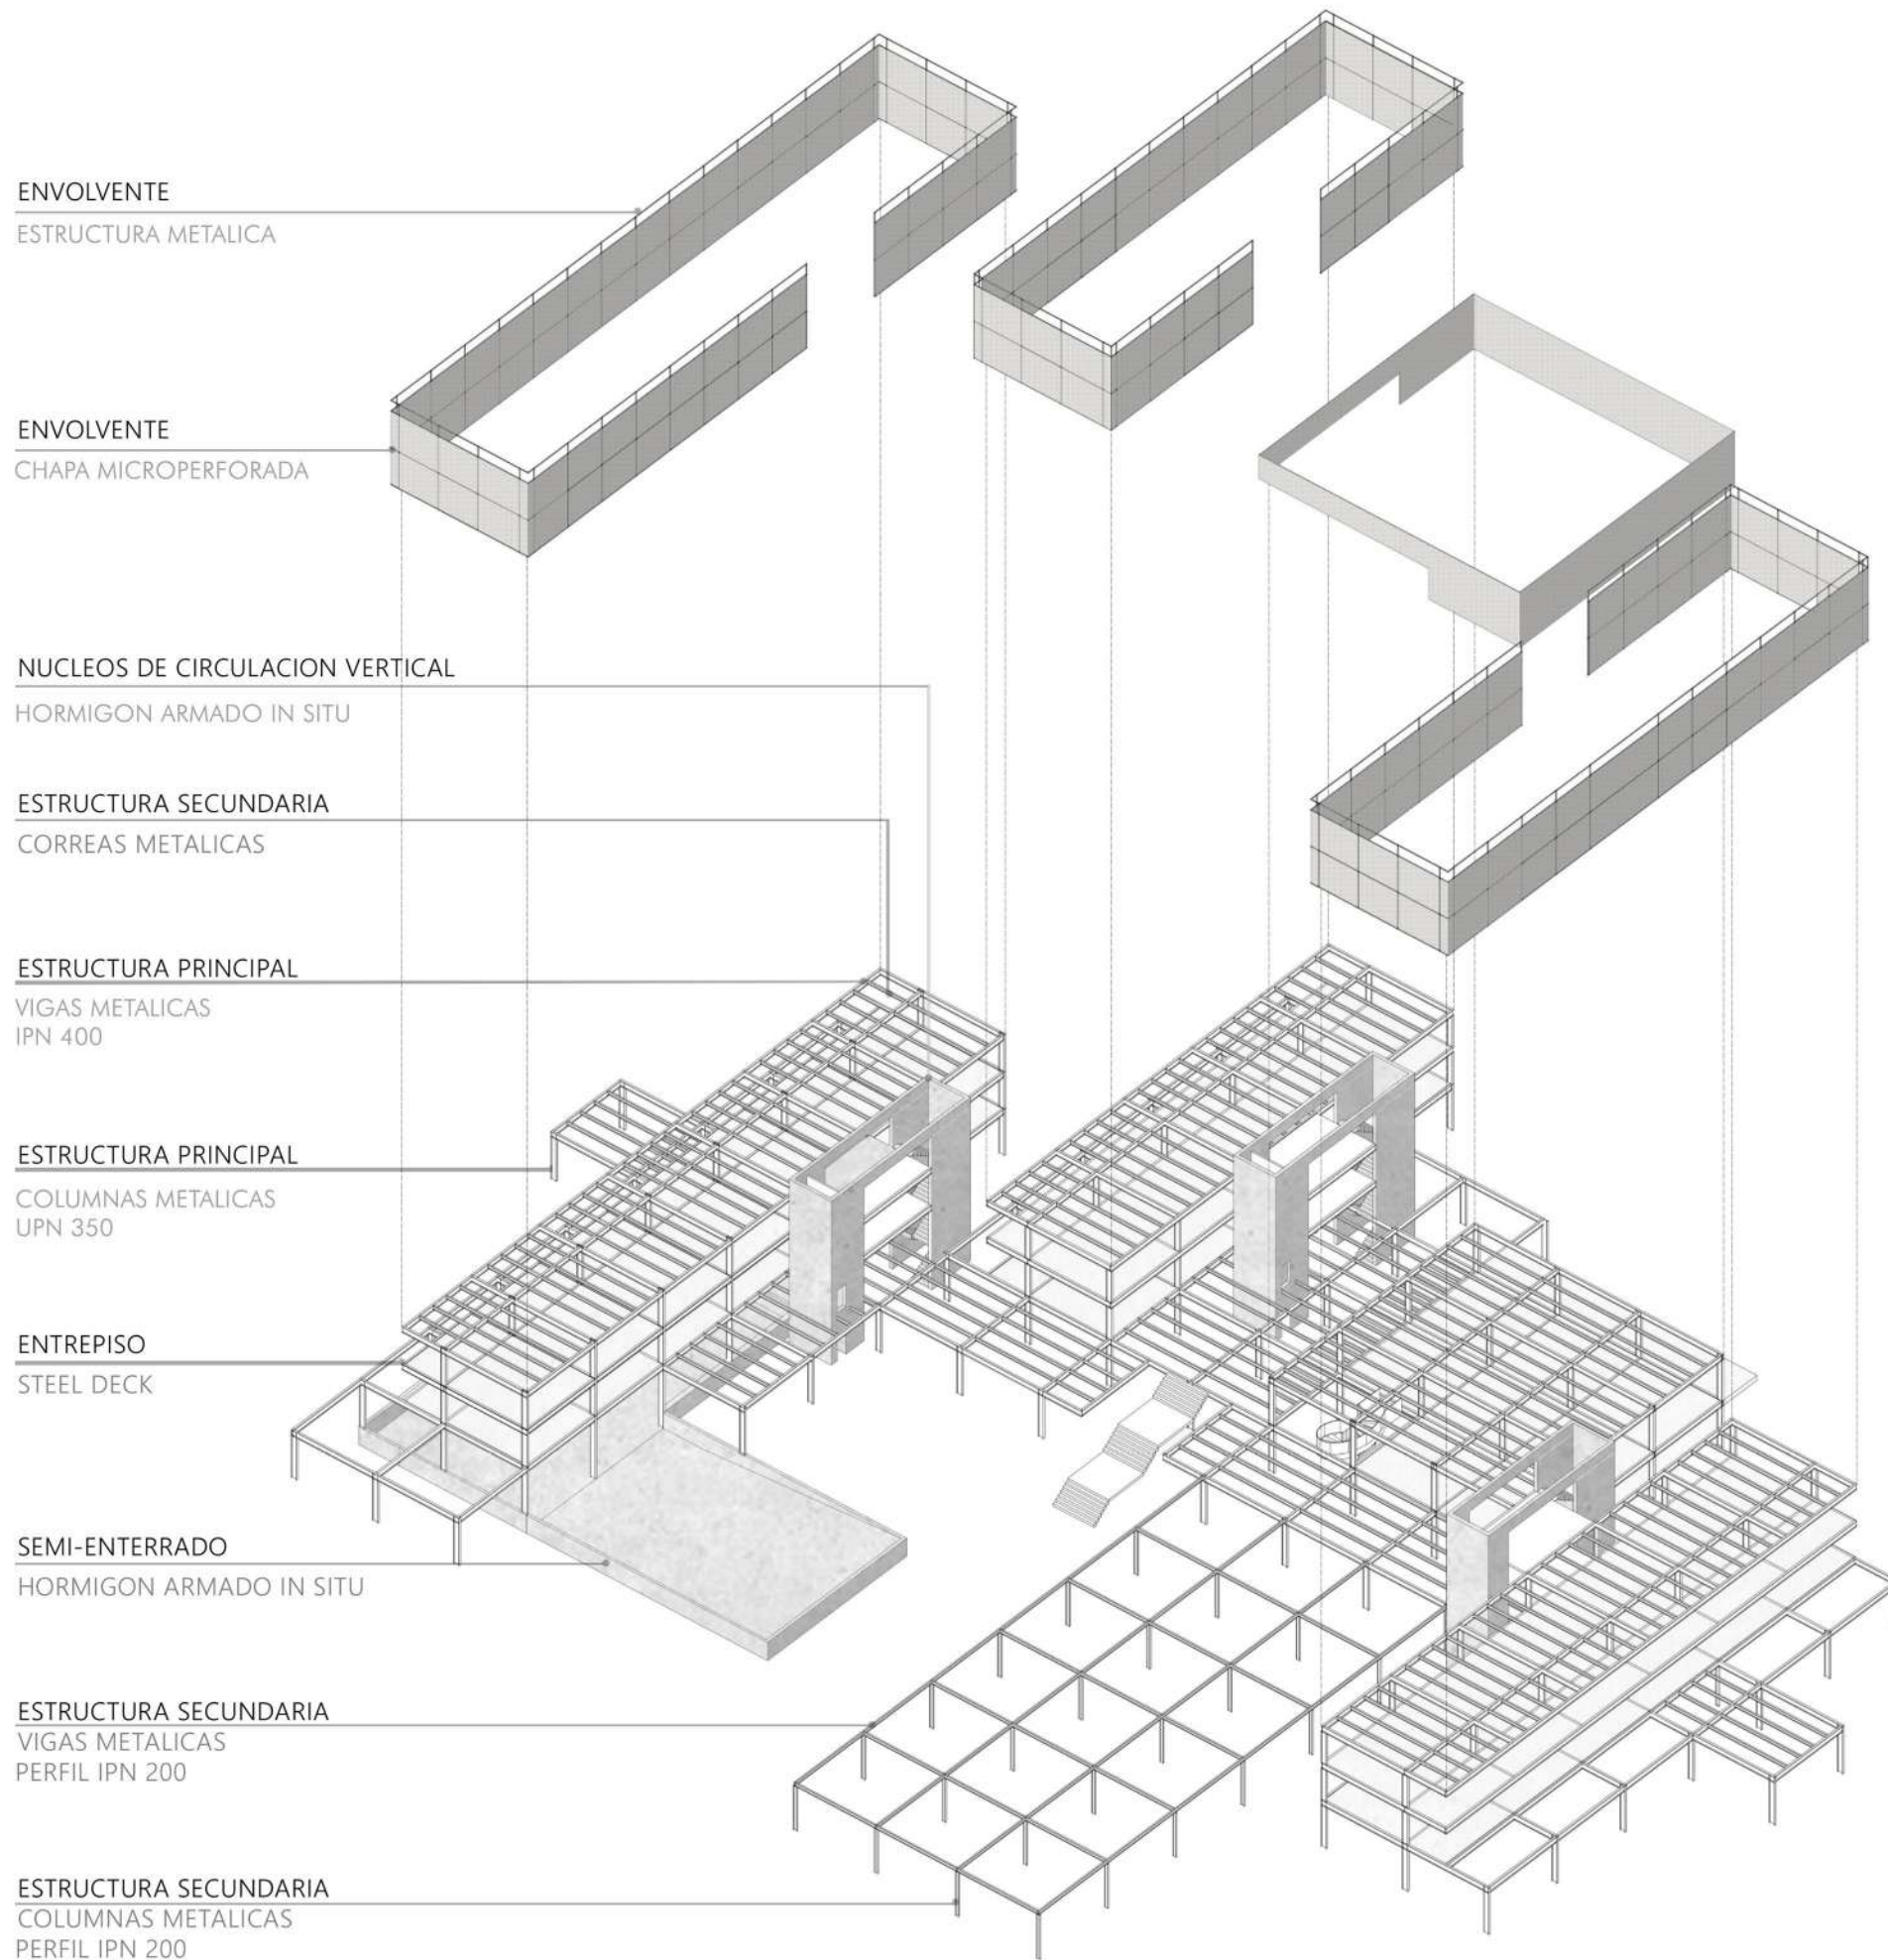 ENVOLVENTE
ESTRUCTURA METALICA
ENVOLVENTE
CHAPA MICROPERFORADA
NUCLEOS DE CIRCULACION VERTICAL
HORMIGON ARMADO IN SITU
ESTRUCTURA SECUNDARIA
CORREAS METALICAS
ESTRUCTURA PRINCIPAL
VIGAS METALICAS
IPN 400
ESTRUCTURA PRINCIPAL
COLUMNAS METALICAS
UPN 350
ENTREPISO
STEEL DECK
SEMI-ENTERRADO
HORMIGON ARMADO IN SITU
ESTRUCTURA SECUNDARIA
VIGAS METALICAS
PERFIL IPN 200
ESTRUCTURA SECUNDARIA
COLUMNAS METALICAS
PERFIL IPN 200